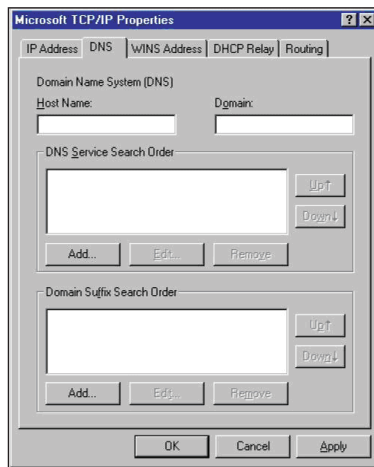 Microsoft TCP/IP Properties ? X
IP Address DNS WINS Address DHCP Relay Routing
Domain Name System (DNS)
Host Name: Domain:
DNS Service Search Order
Up↑
Down↓
Add... Edit... Remove
Domain Suffix Search Order
Up↑
Down↓
Add... Edit... Remove
OK Cancel Apply